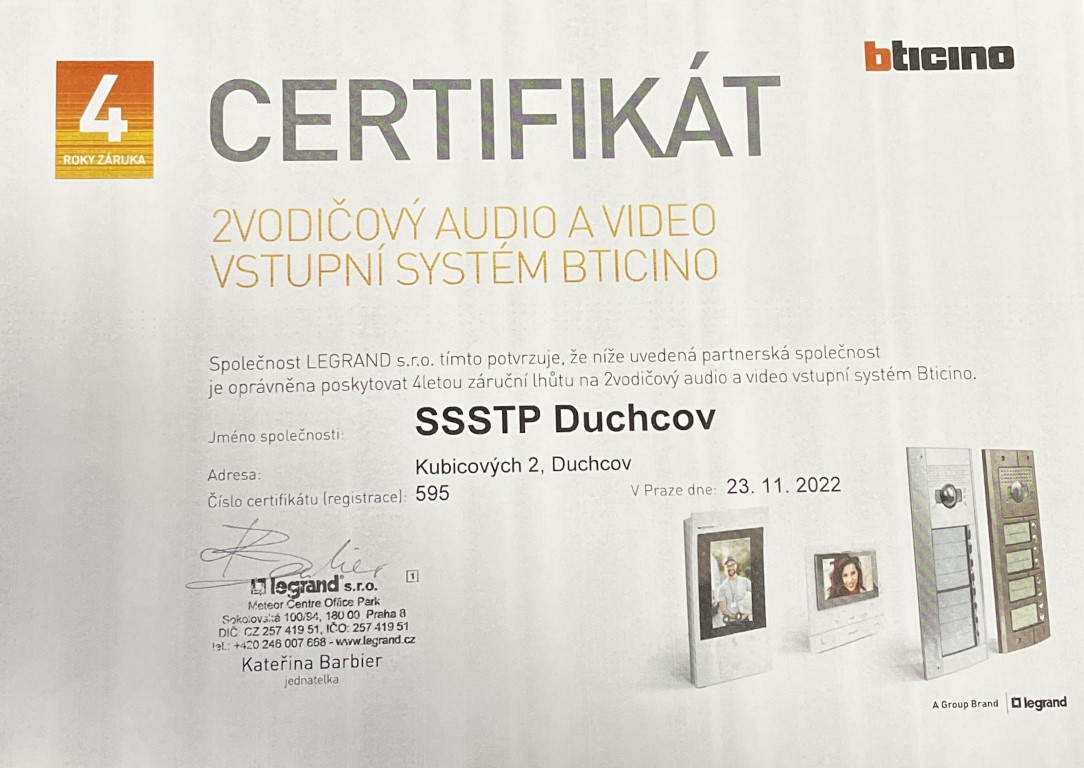 bticino
4
ROKY ZÁRUKA
CERTIFIKÁT
2VODIČOVÝ AUDIO A VIDEO
VSTUPNÍ SYSTÉM BTICINO
Společnost LEGRAND s.r.o. tímto potvrzuje, že níže uvedená partnerská společnost
je oprávněna poskytovat 4letou záruční lhůtu na 2vodičový audio a video vstupní systém Bticino.
Jméno společnosti: SSSTP Duchcov
Adresa: Kubicových 2, Duchcov
Číslo certifikátu (registrace): 595 V Praze dne: 23. 11. 2022
legrand s.r.o. 1
Meteor Centre Office Park
Sokolovská 100/94, 180 00 Praha 8
DIČ: CZ 257 419 51, IČO: 257 419 51
tel.: +420 246 007 668 - www.legrand.cz
Kateřina Barbier
jednatelka
A Group Brand legrand